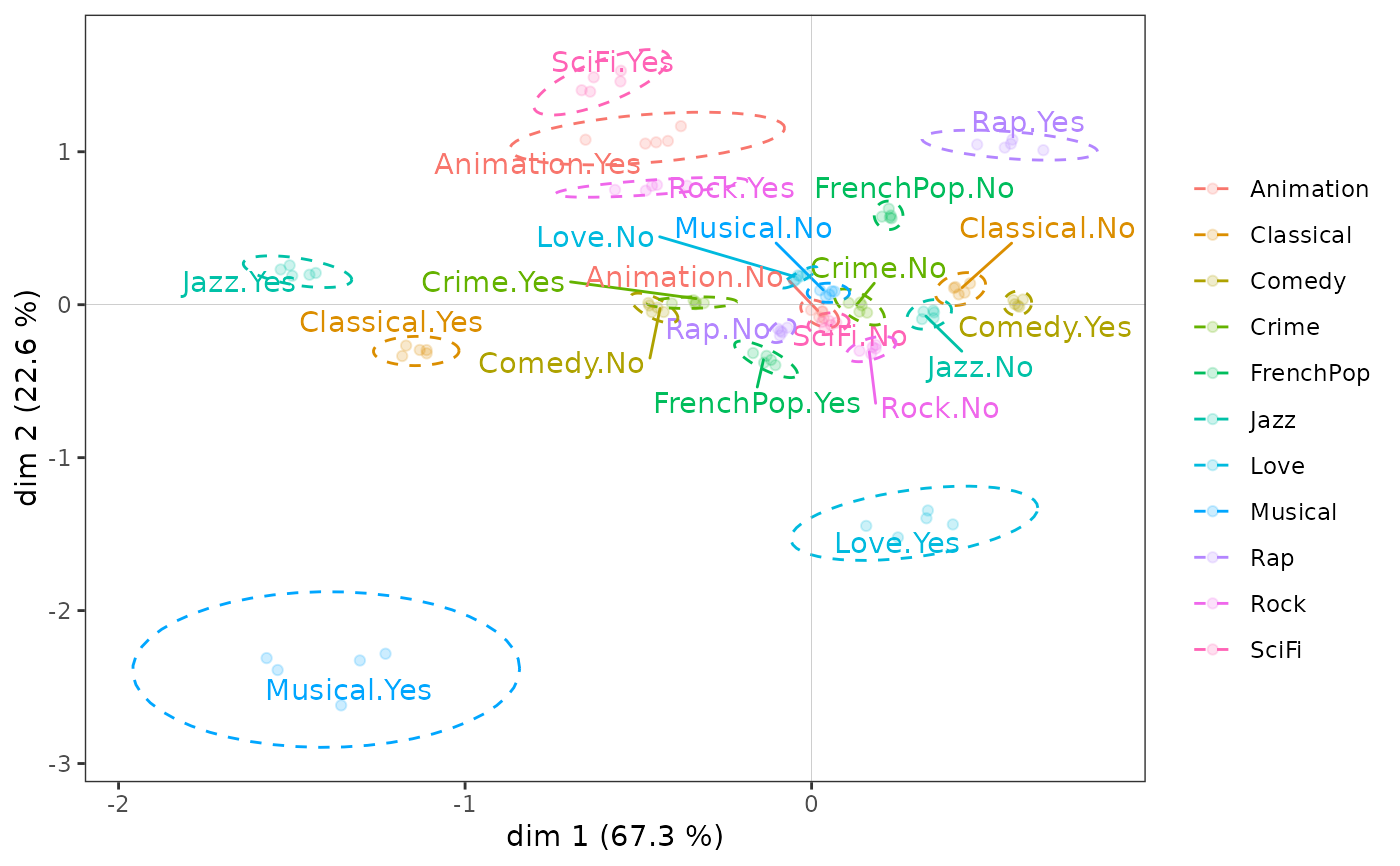 SciFi.Yes
Rap.Yes
Animation.Yes
Rock.Yes
FrenchPop.No
Love.No
Musical.No
Classical.No
Jazz.Yes
Crime.Yes
Animation.No
Crime.No
Classical.Yes
Rap.No
SciFi.No
Comedy.Yes
Comedy.No
Jazz.No
FrenchPop.Yes
Rock.No
Love.Yes
Musical.Yes
1
0
-1
-2
-3
-2
-1
0
dim 1 (67.3 %)
dim 2 (22.6 %)
Animation
Classical
Comedy
Crime
FrenchPop
Jazz
Love
Musical
Rap
Rock
SciFi